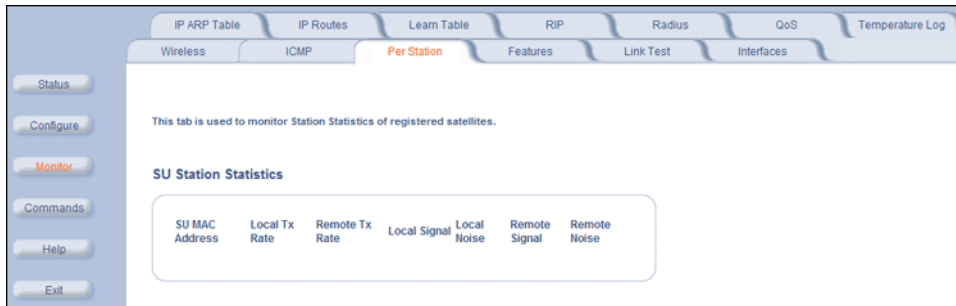 IP ARP Table IP Routes Learn Table RIP Radius QoS Temperature Log
Wireless ICMP Per Station Features Link Test Interfaces
Status
Configure
Monitor
Commands
Help
Exit
This tab is used to monitor Station Statistics of registered satellites.
SU Station Statistics
SU MAC Address Local Tx Rate Remote Tx Rate Local Signal Local Noise Remote Signal Remote Noise